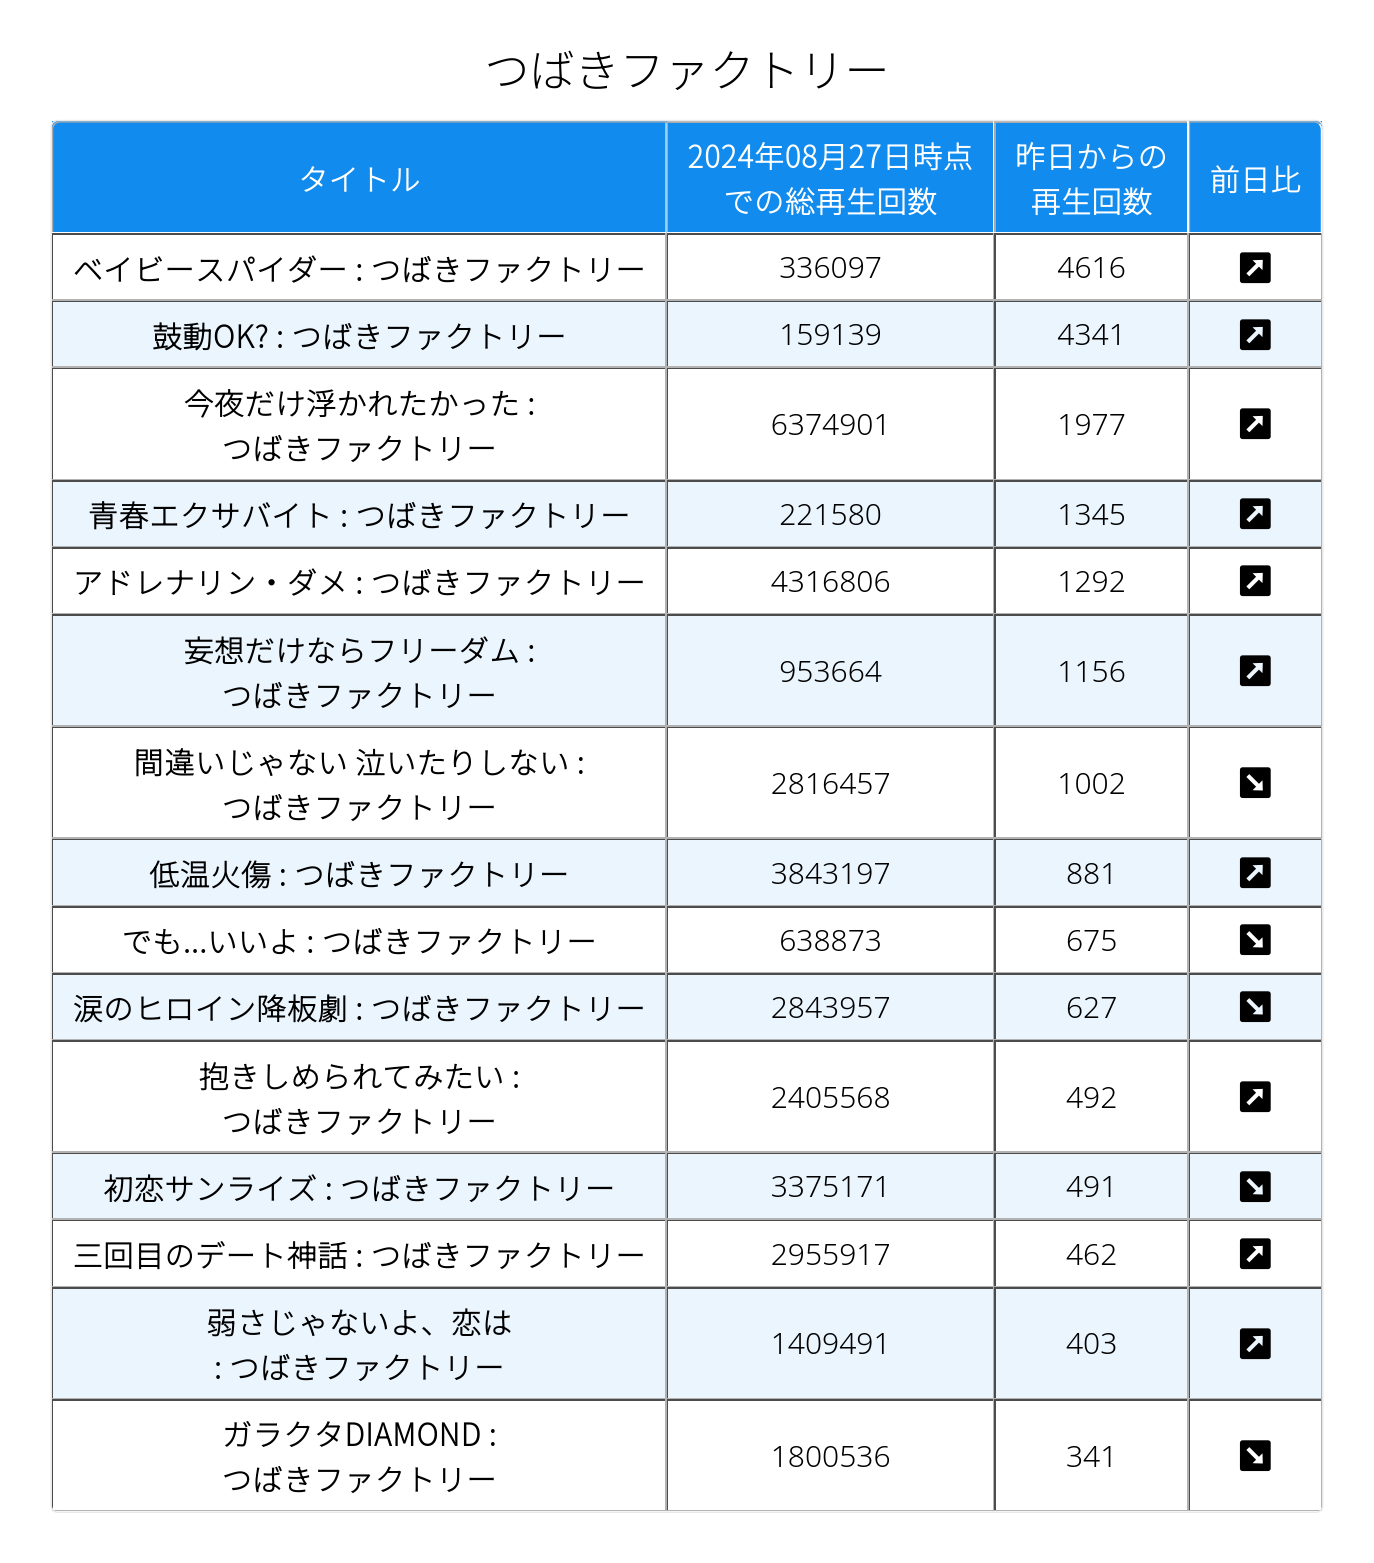 つばきファクトリー
タイトル
2024年08月27日時点
での総再生回数
昨日からの
再生回数
前日比
ベイビースパイダー : つばきファクトリー 336097 4616
鼓動OK? : つばきファクトリー 159139 4341
今夜だけ浮かれたかった :
つばきファクトリー
6374901 1977
青春エクサバイト : つばきファクトリー 221580 1345
アドレナリン・ダメ : つばきファクトリー 4316806 1292
妄想だけならフリーダム :
つばきファクトリー
953664 1156
間違いじゃない 泣いたりしない :
つばきファクトリー
2816457 1002
低温火傷 : つばきファクトリー 3843197 881
でも...いいよ : つばきファクトリー 638873 675
涙のヒロイン降板劇 : つばきファクトリー 2843957 627
抱きしめられてみたい :
つばきファクトリー
2405568 492
初恋サンライズ : つばきファクトリー 3375171 491
三回目のデート神話 : つばきファクトリー 2955917 462
弱さじゃないよ、恋は
: つばきファクトリー
1409491 403
ガラクタDIAMOND :
つばきファクトリー
1800536 341